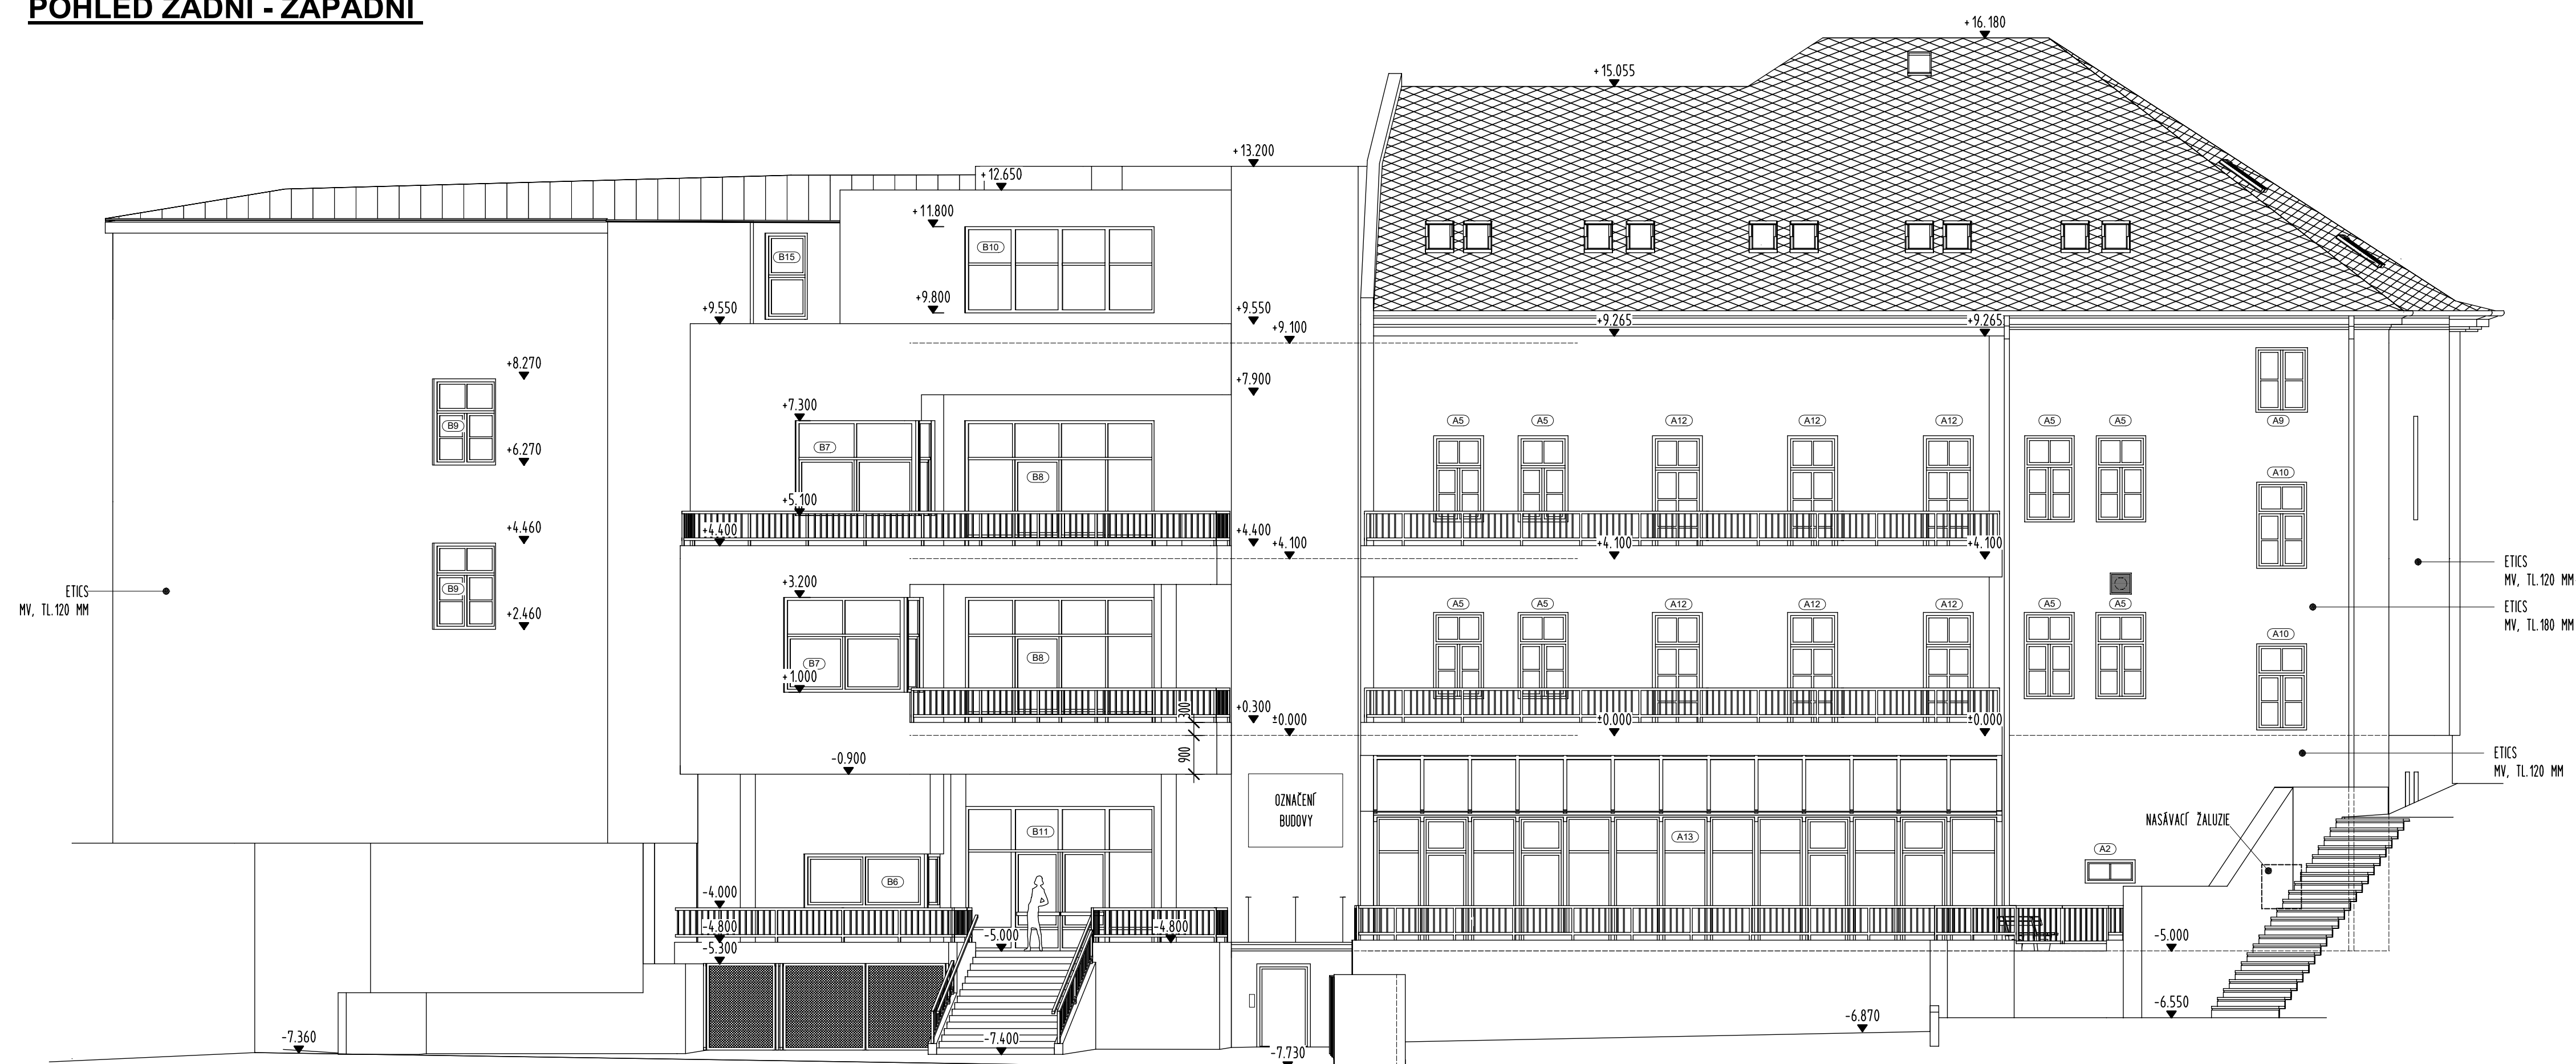 POHLED ZADNÍ - ZÁPADNÍ
+16.180
+15.055
+13.200
+12.650
+11.800
B10
B15
+9.800
+9.550
+9.550
+9.100
+9.265
+9.265
+8.270
+7.900
+7.300
B9
B7
B8
A5
A5
A12
A12
A12
A5
A5
A9
+6.270
A10
+5.100
+4.460
+4.400
+4.400
+4.100
+4.100
+4.100
ETICS
MV, TL.120 MM
ETICS
MV, TL.120 MM
ETICS
MV, TL.180 MM
+3.200
B9
+2.460
B7
B8
A5
A5
A12
A12
A12
A5
A5
A10
+1.000
+0.300
±0.000
±0.000
±0.000
300
900
-0.900
ETICS
MV, TL.120 MM
OZNAČENÍ
BUDOVY
NASÁVACÍ ŽALUZIE
B11
A13
A2
B6
-4.000
-4.800
-4.800
-5.000
-5.000
-5.300
-6.550
-6.870
-7.360
-7.400
-7.730